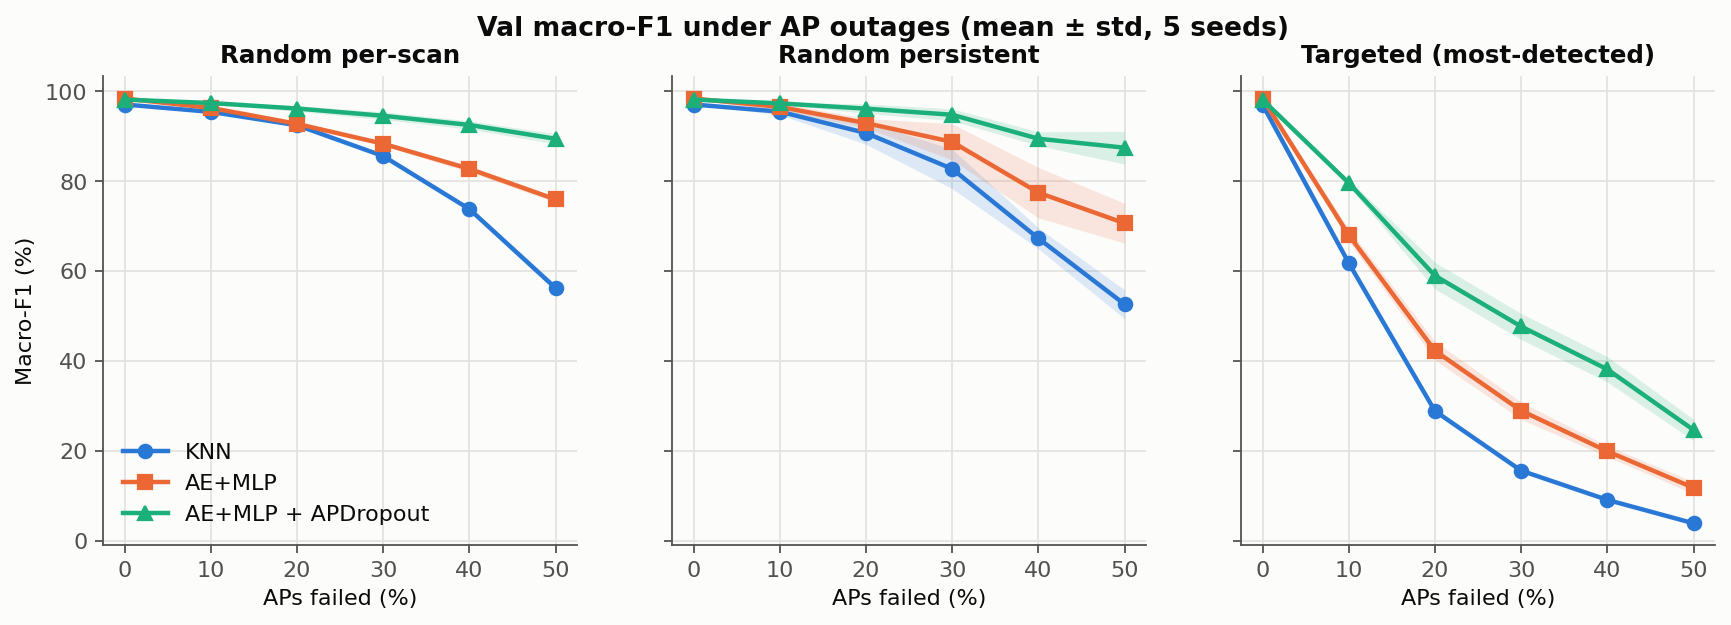 Val macro-F1 under AP outages (mean ± std, 5 seeds)
Random per-scan
Random persistent
Targeted (most-detected)
Macro-F1 (%)
100
80
60
40
20
0
KNN
AE+MLP
AE+MLP + APDropout
0 10 20 30 40 50
0 10 20 30 40 50
0 10 20 30 40 50
APs failed (%)
APs failed (%)
APs failed (%)